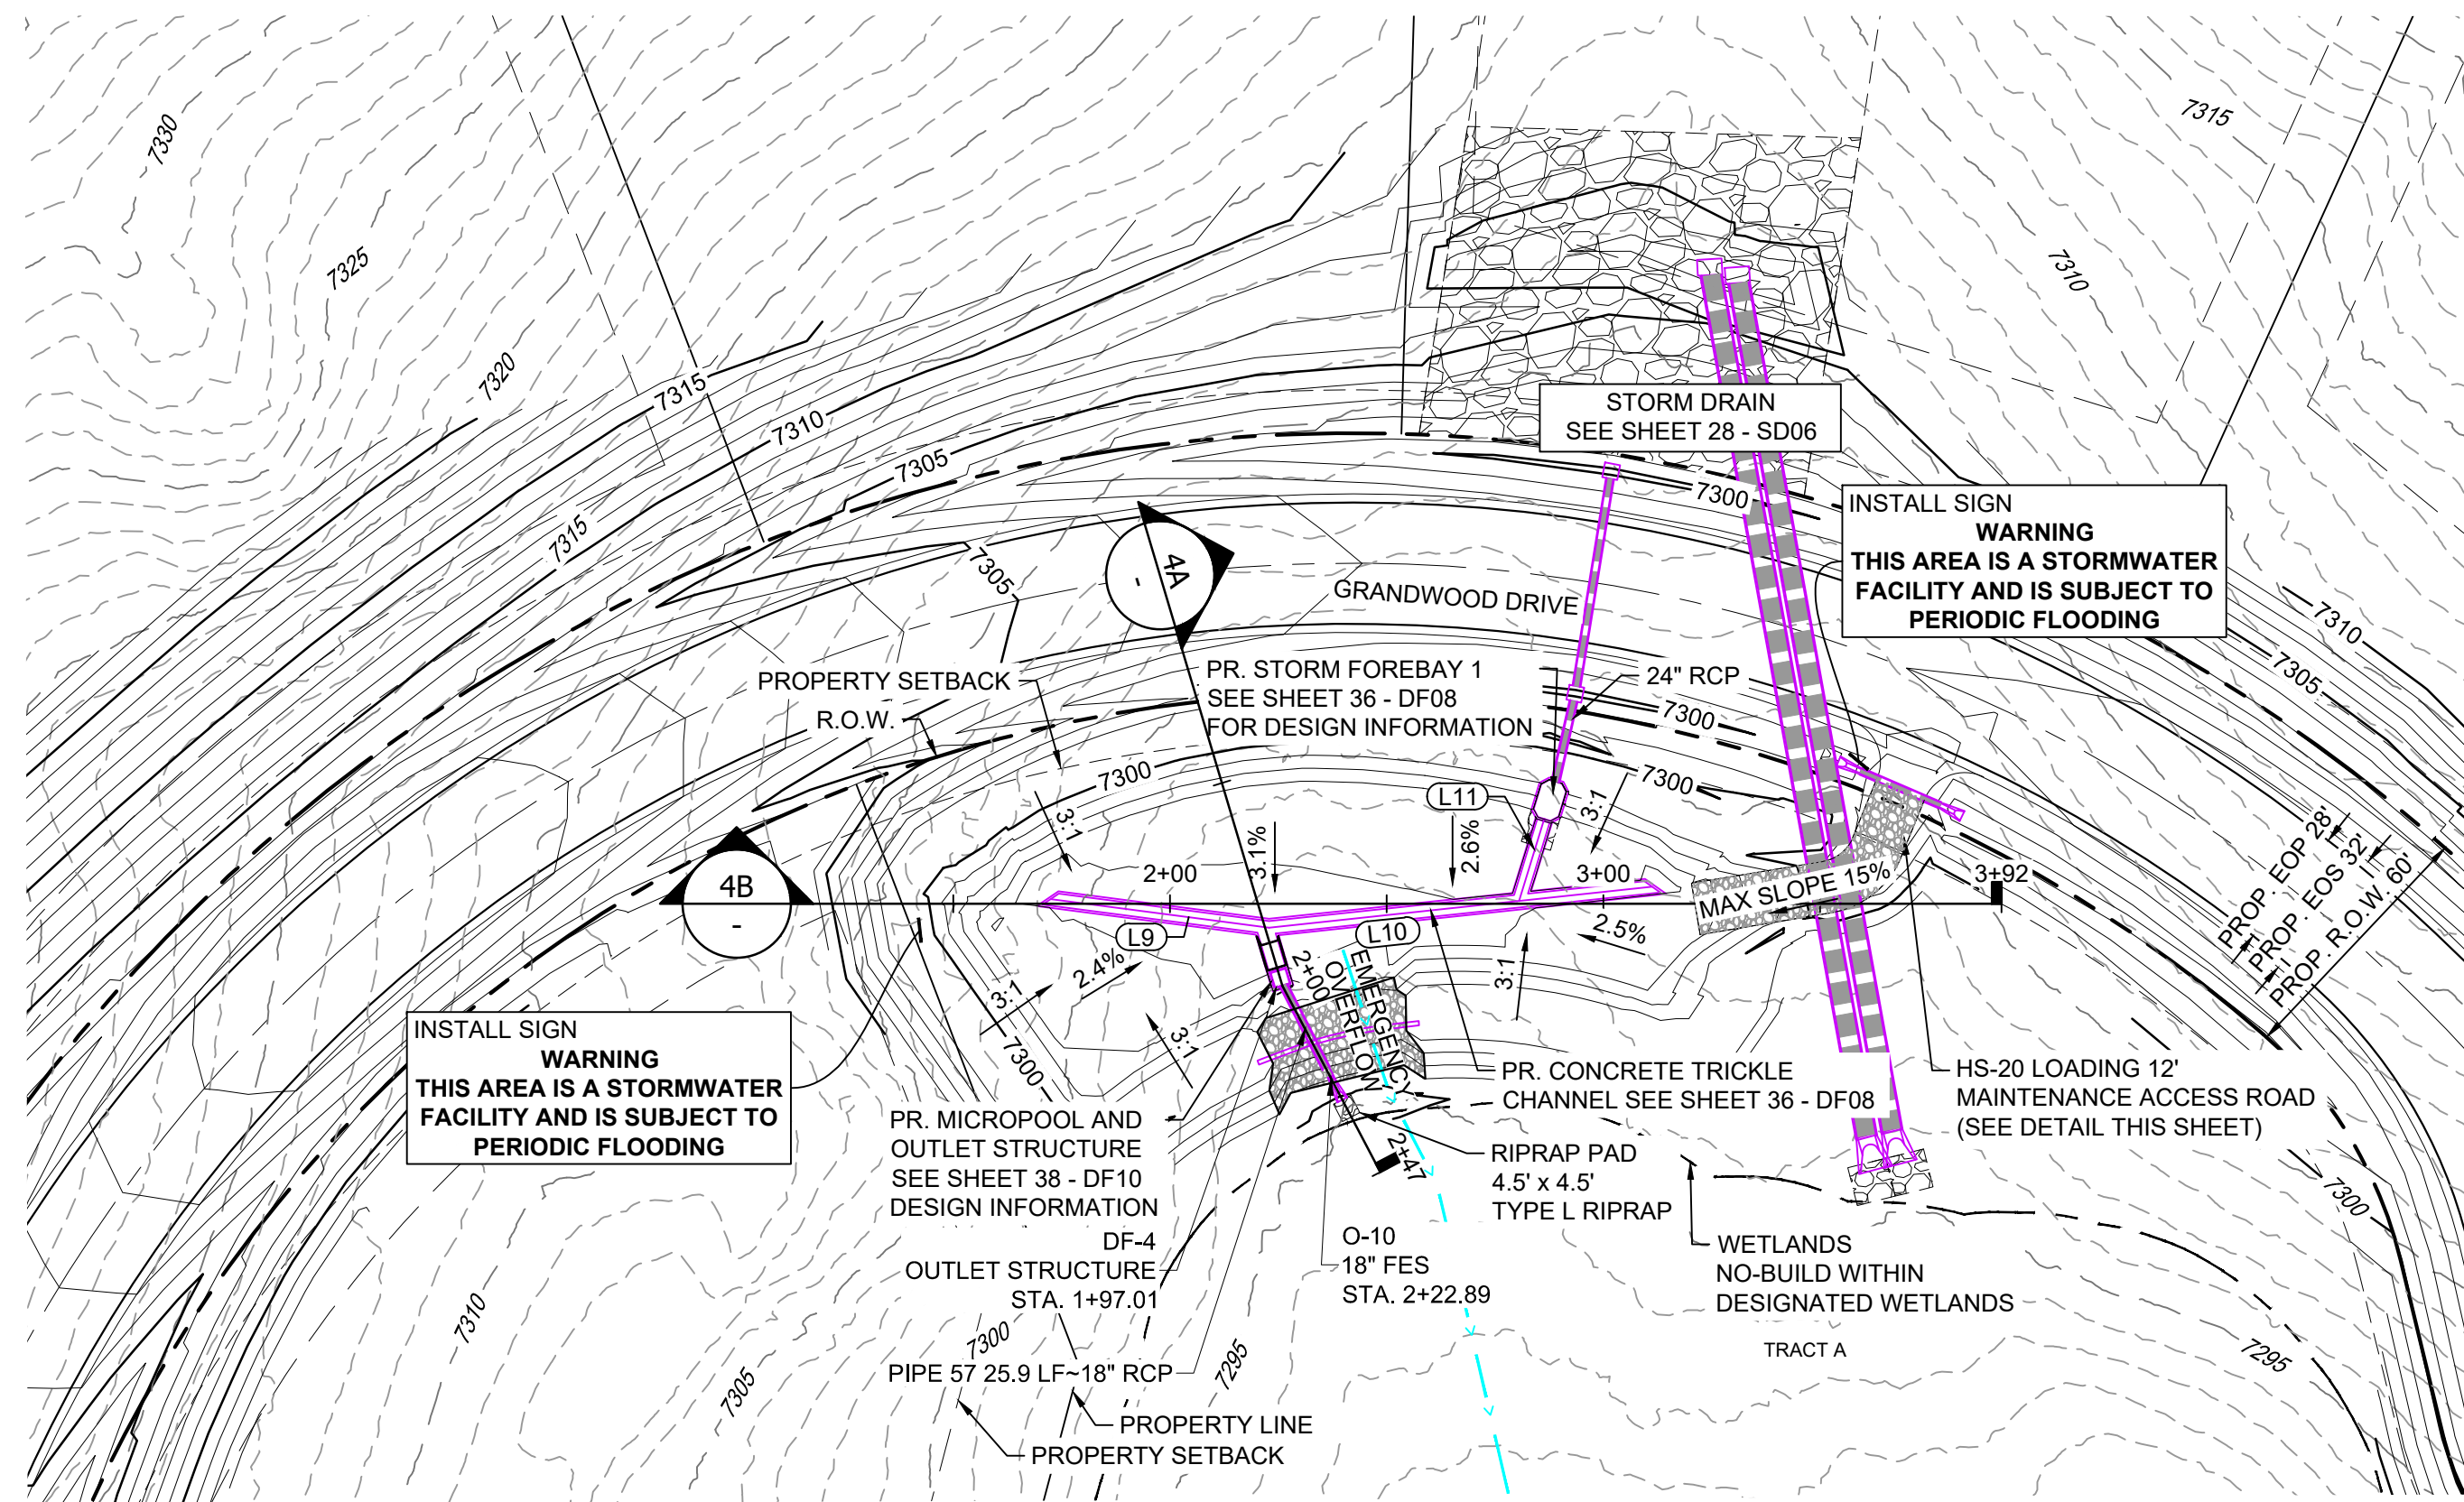 7330
7325
7320
7315
7310
7305
7315
7305
7315
7310
STORM DRAIN
SEE SHEET 28 - SD06
7300
INSTALL SIGN
WARNING
THIS AREA IS A STORMWATER
FACILITY AND IS SUBJECT TO
PERIODIC FLOODING
4A
-
GRANDWOOD DRIVE
PROPERTY SETBACK
R.O.W.
PR. STORM FOREBAY 1
SEE SHEET 36 - DF08
FOR DESIGN INFORMATION
24" RCP
7300
7300
7300
7310
7305
L11
3:1
3:1
3.1%
2.6%
2+00
3+00
MAX SLOPE 15%
3+92
4B
-
L9
L10
2.4%
2.5%
3:1
3:1
3:1
7300
2+00
EMERGENCY
OVERFLOW
2+47
PROP. EOP 28'
PROP. EOS 32'
PROP. R.O.W. 60'
INSTALL SIGN
WARNING
THIS AREA IS A STORMWATER
FACILITY AND IS SUBJECT TO
PERIODIC FLOODING
PR. MICROPOOL AND
OUTLET STRUCTURE
SEE SHEET 38 - DF10
DESIGN INFORMATION
DF-4
OUTLET STRUCTURE
STA. 1+97.01
PIPE 57 25.9 LF~18" RCP
PROPERTY LINE
PROPERTY SETBACK
O-10
18" FES
STA. 2+22.89
PR. CONCRETE TRICKLE
CHANNEL SEE SHEET 36 - DF08
RIPRAP PAD
4.5' x 4.5'
TYPE L RIPRAP
HS-20 LOADING 12'
MAINTENANCE ACCESS ROAD
(SEE DETAIL THIS SHEET)
WETLANDS
NO-BUILD WITHIN
DESIGNATED WETLANDS
TRACT A
7310
7305
7300
7295
7300
7295